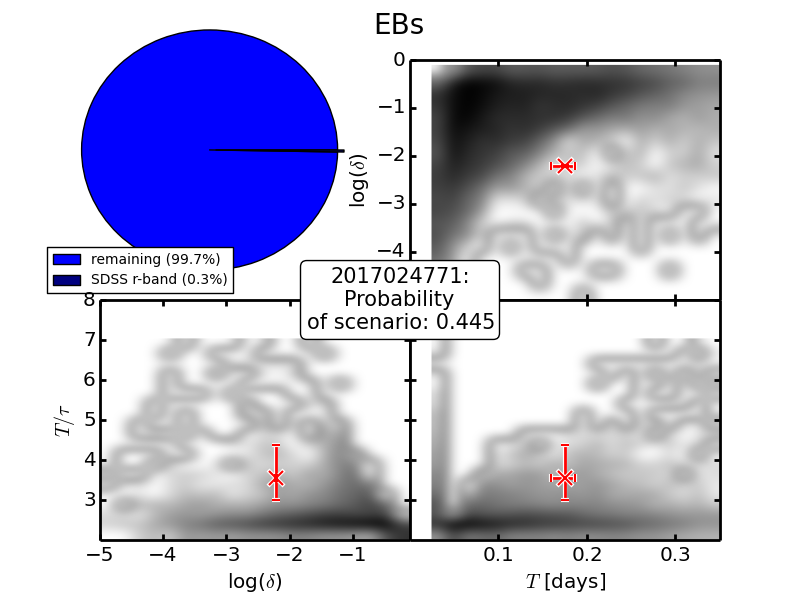 EBs
remaining (99.7%)
SDSS r-band (0.3%)
0
−1
−2
−3
−4
log(δ)
2017024771:
Probability
of scenario: 0.445
8
7
6
5
4
3
T/τ
−5 −4 −3 −2 −1
log(δ)
0.1 0.2 0.3
T [days]